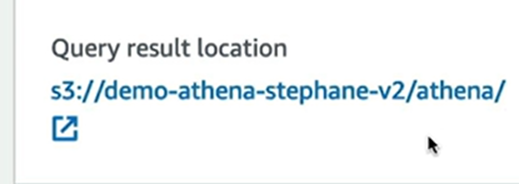 Query result location
s3://demo-athena-stephane-v2/athena/